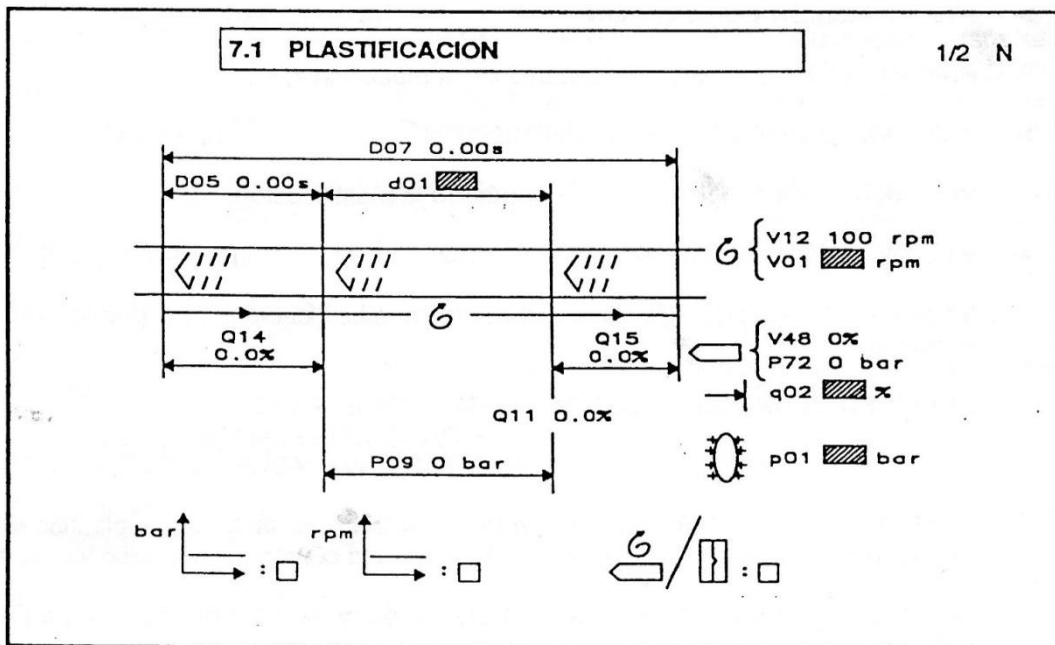 7.1 PLASTIFICACION
1/2 N
D07 0.00s
D05 0.00s
d01
V12 100 rpm
V01 rpm
Q14
0.0%
Q15
0.0%
V48 0%
P72 0 bar
q02 %
Q11 0.0%
P09 0 bar
p01 bar
bar :
rpm :
: